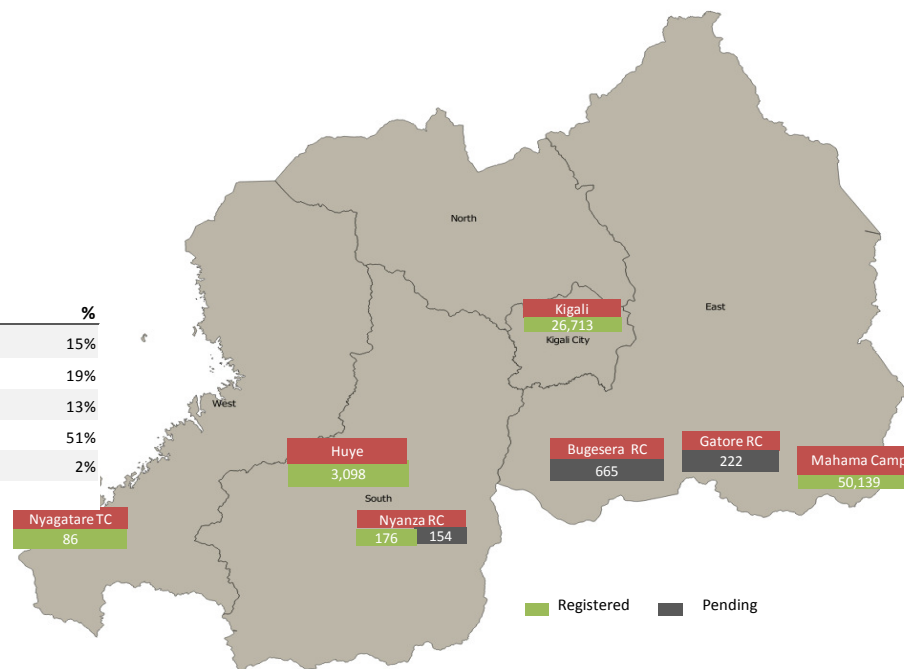 North
%
15%
19%
13%
51%
2%
Kigali
26,713
Kigali City
East
West
Huye
3,098
South
Bugesera RC
665
Gatore RC
222
Mahama Camp
50,139
Nyagatare TC
86
Nyanza RC
176 154
Registered Pending